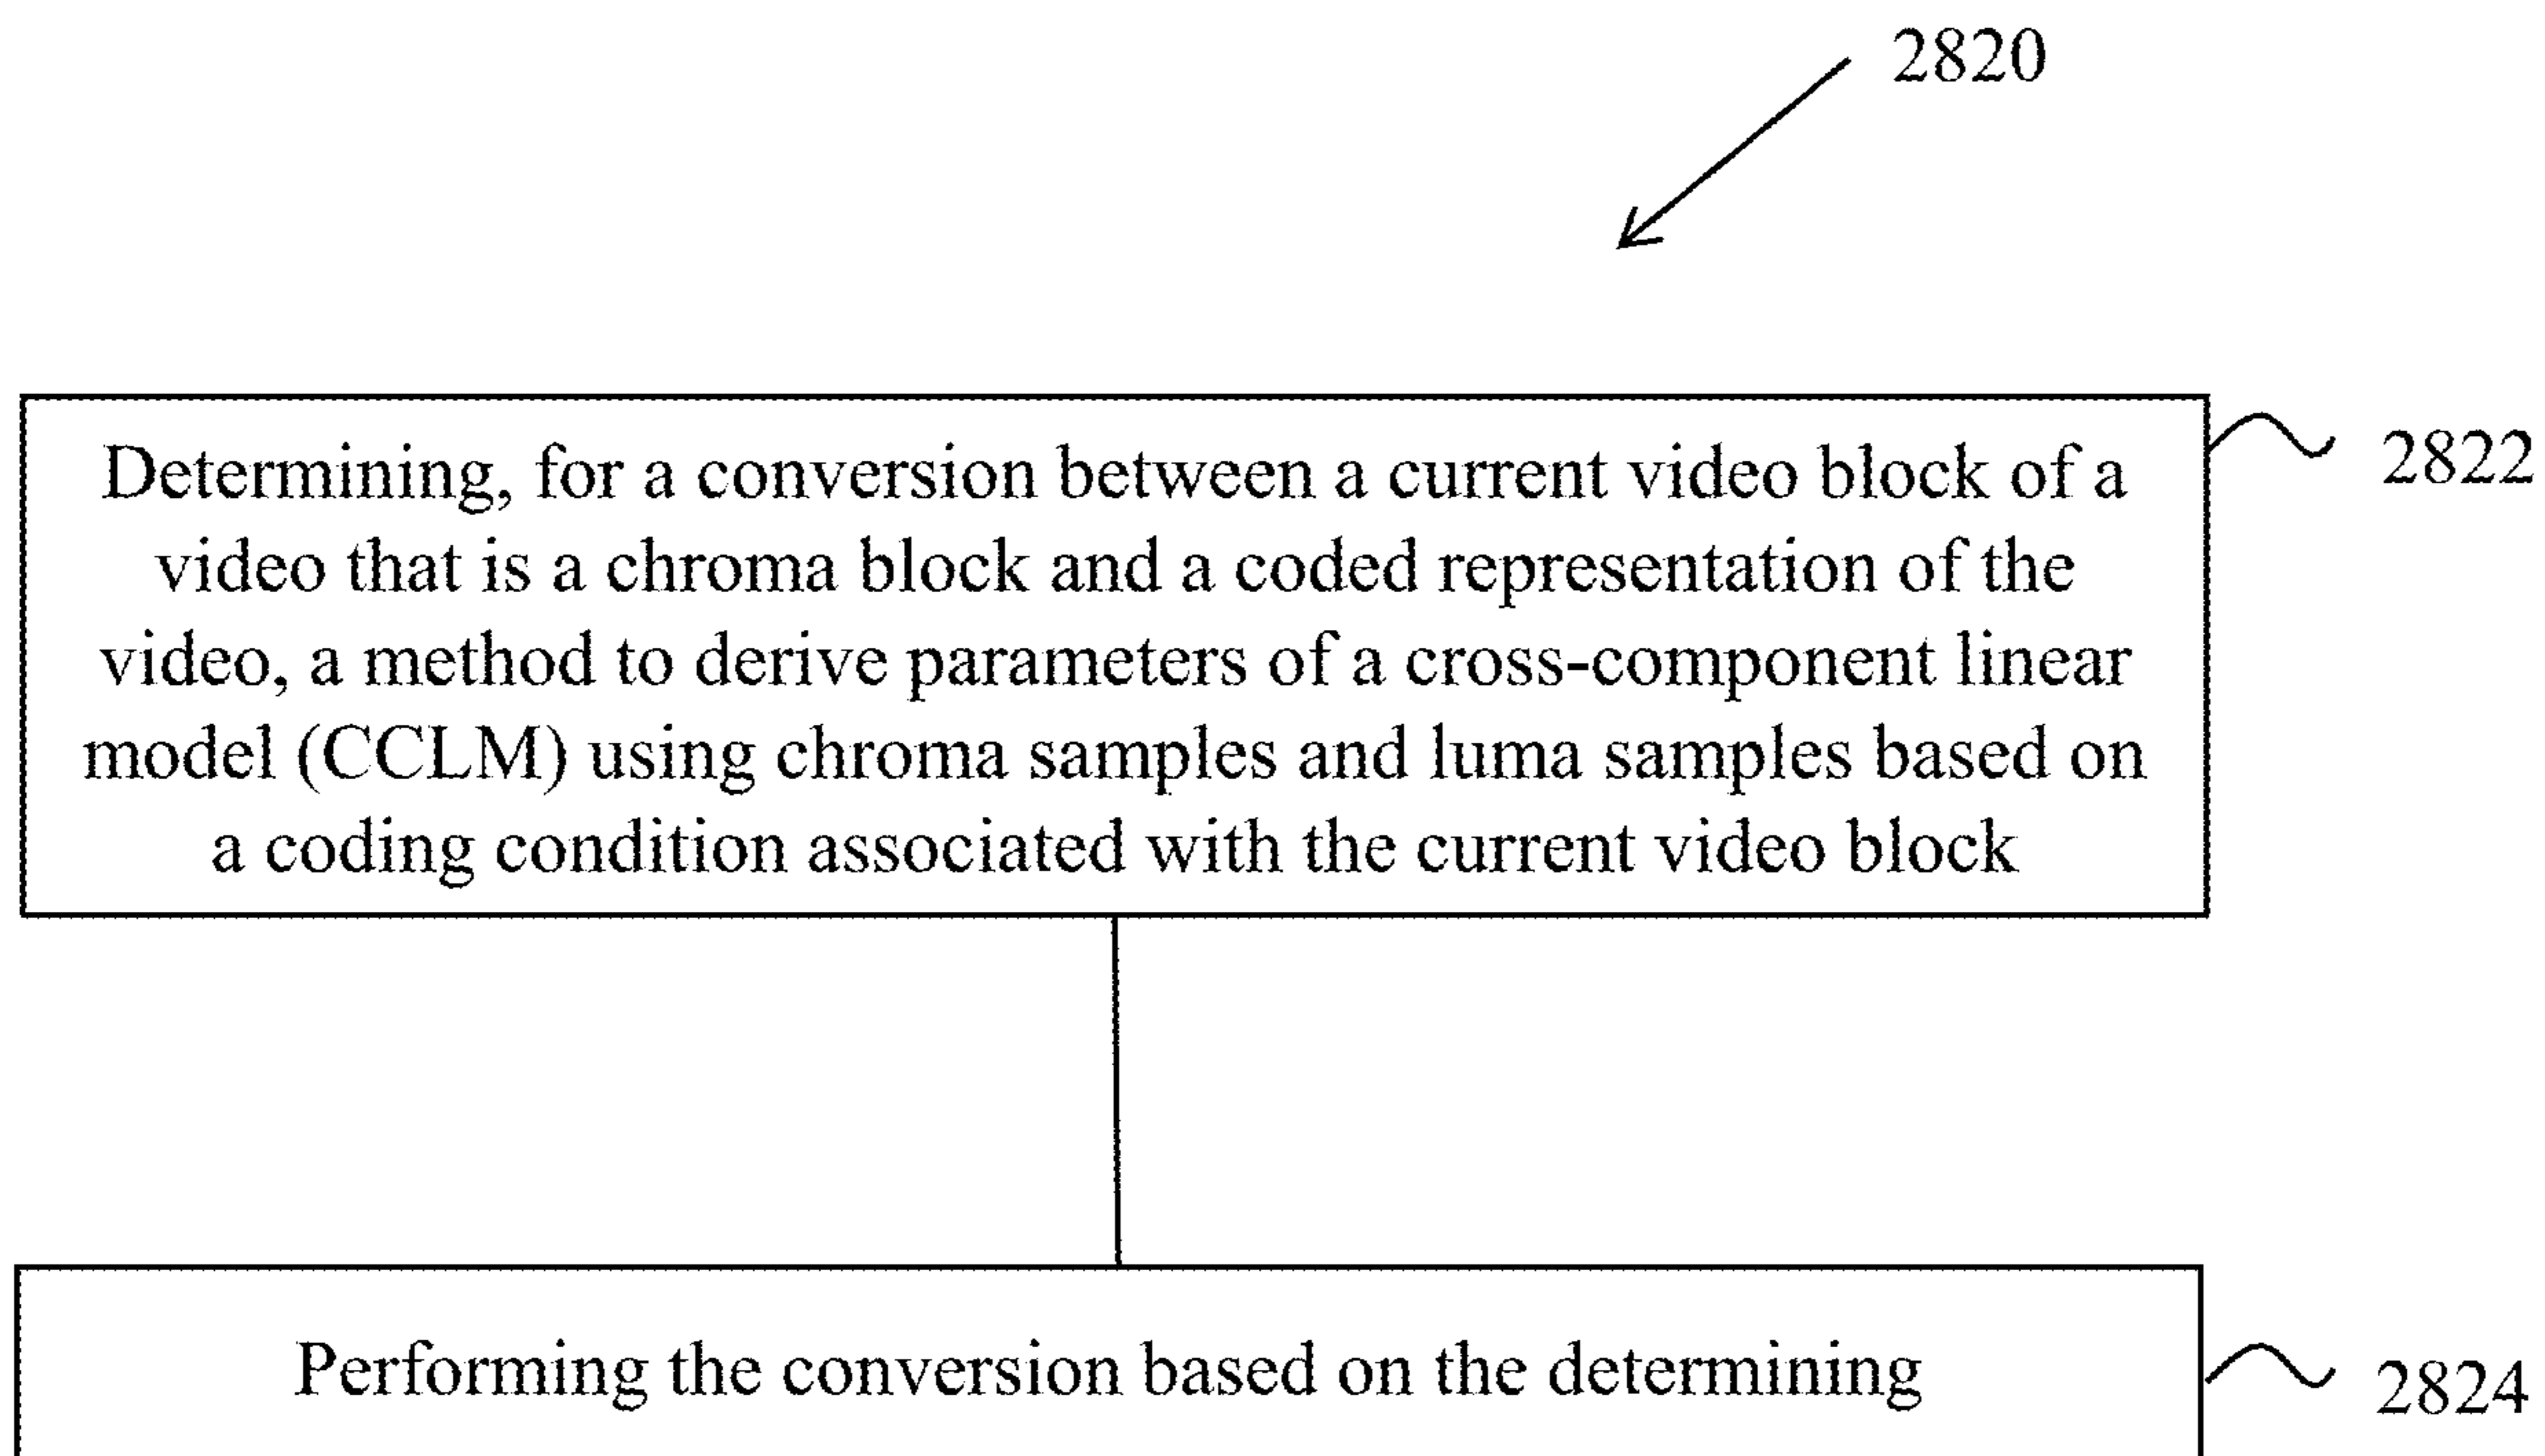 2820
Determining, for a conversion between a current video block of a
video that is a chroma block and a coded representation of the
video, a method to derive parameters of a cross-component linear
model (CCLM) using chroma samples and luma samples based on
a coding condition associated with the current video block
2822
Performing the conversion based on the determining
2824